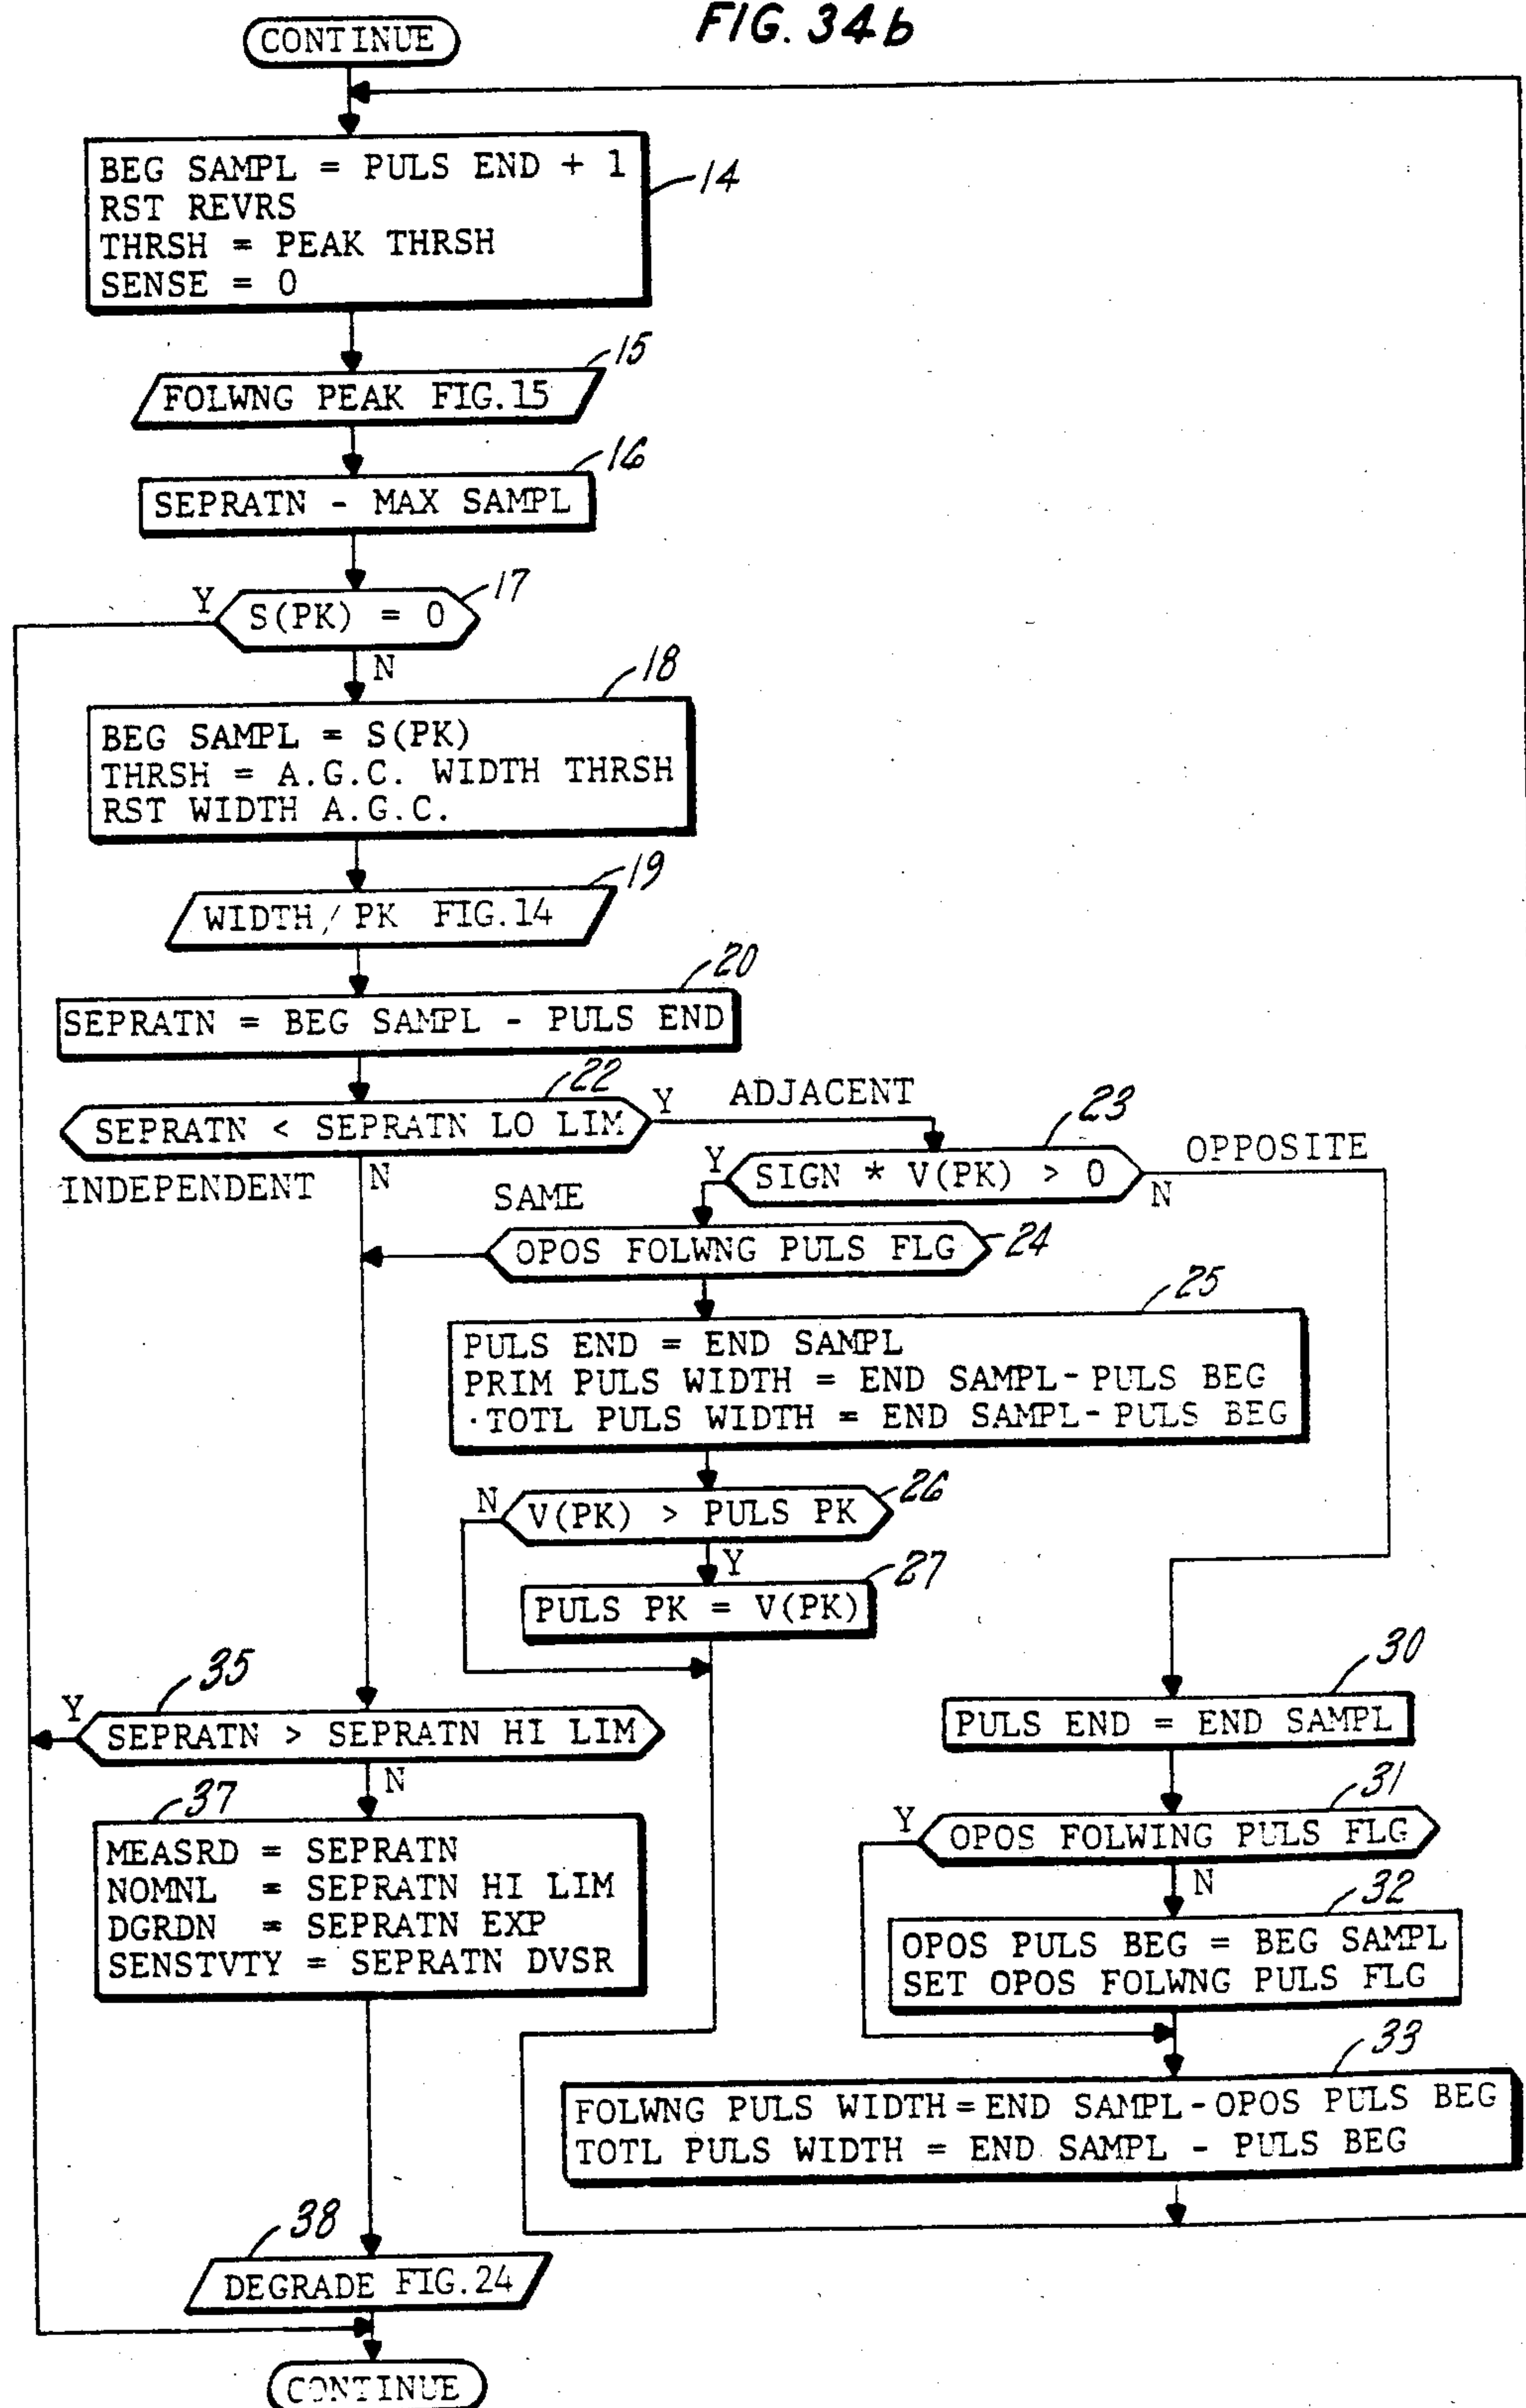 FIG. 34b
CONTINUE
BEG SAMPL = PULS END + 1
RST REVRS
THRSH = PEAK THRSH
SENSE = 0
14
15
FOLWNG PEAK FIG.15
16
SEPRATN - MAX SAMPL
17
Y
S(PK) = 0
N
18
BEG SAMPL = S(PK)
THRSH = A.G.C. WIDTH THRSH
RST WIDTH A.G.C.
19
WIDTH/PK FIG.14
20
SEPRATN = BEG SAMPL - PULS END
22
SEPRATN < SEPRATN LO LIM
Y
ADJACENT
N
INDEPENDENT
23
Y
SIGN * V(PK) > 0
N
OPPOSITE
SAME
OPOS FOLWNG PULS FLG
24
25
PULS END = END SAMPL
PRIM PULS WIDTH = END SAMPL-PULS BEG
·TOTL PULS WIDTH = END SAMPL-PULS BEG
N
V(PK) > PULS PK
26
Y
27
PULS PK = V(PK)
30
PULS END = END SAMPL
35
Y
SEPRATN > SEPRATN HI LIM
N
31
Y
OPOS FOLWING PULS FLG
N
37
MEASRD = SEPRATN
NOMNL = SEPRATN HI LIM
DGRDN = SEPRATN EXP
SENSTVTY = SEPRATN DVSR
32
OPOS PULS BEG = BEG SAMPL
SET OPOS FOLWNG PULS FLG
33
FOLWNG PULS WIDTH=END SAMPL-OPOS PULS BEG
TOTL PULS WIDTH = END SAMPL - PULS BEG
38
DEGRADE FIG.24
CONTINUE